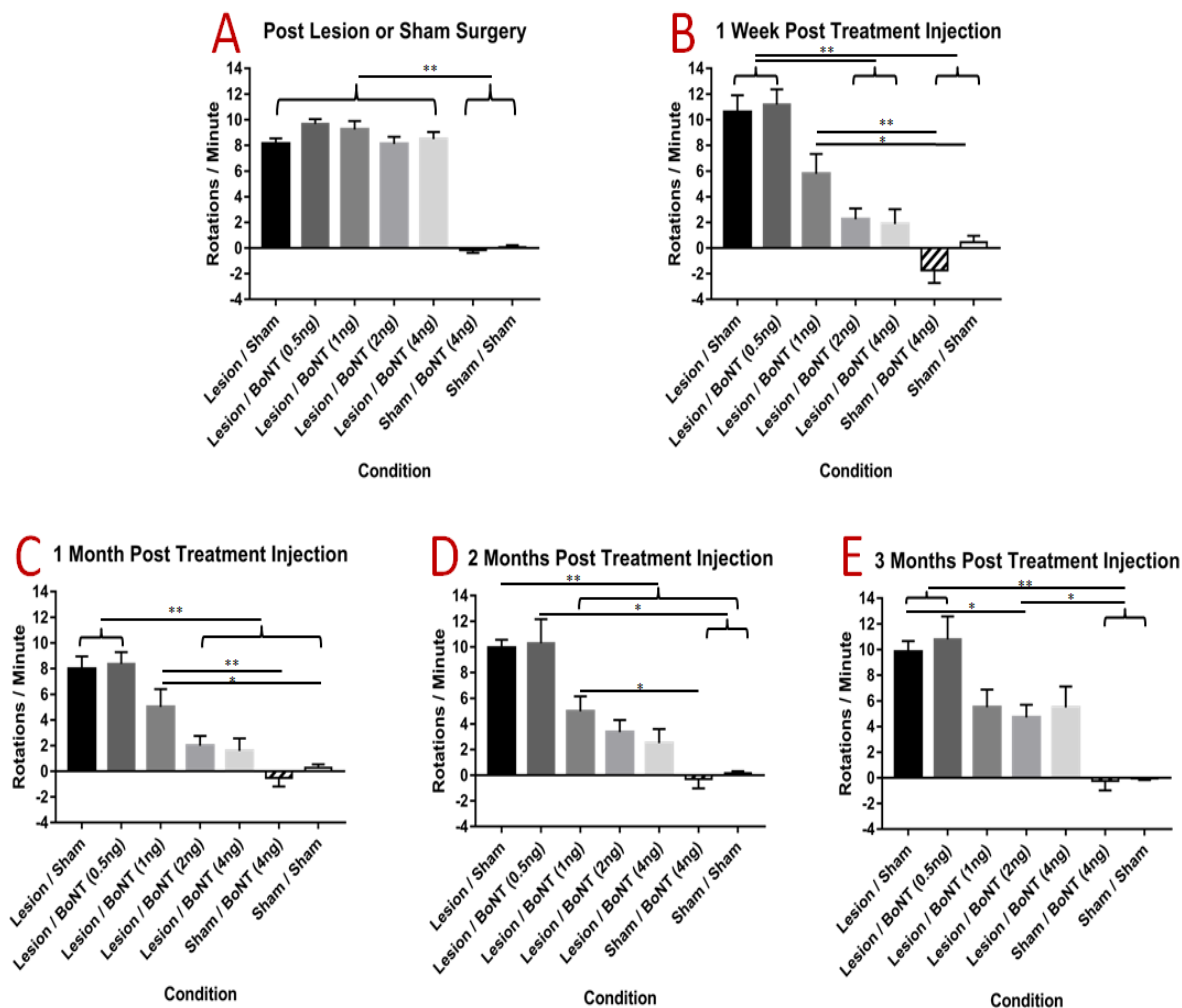 A Post Lesion or Sham Surgery
**
14
12
10
8
6
4
2
0
-2
-4
Rotations / Minute
Lesion / Sham
Lesion / BoNT (0.5ng)
Lesion / BoNT (1ng)
Lesion / BoNT (2ng)
Lesion / BoNT (4ng)
Sham / BoNT (4ng)
Sham / Sham
Condition
B 1 Week Post Treatment Injection
**
**
*
14
12
10
8
6
4
2
0
-2
-4
Rotations / Minute
Lesion / Sham
Lesion / BoNT (0.5ng)
Lesion / BoNT (1ng)
Lesion / BoNT (2ng)
Lesion / BoNT (4ng)
Sham / BoNT (4ng)
Sham / Sham
Condition
C 1 Month Post Treatment Injection
**
**
*
14
12
10
8
6
4
2
0
-2
-4
Rotations / Minute
Lesion / Sham
Lesion / BoNT (0.5ng)
Lesion / BoNT (1ng)
Lesion / BoNT (2ng)
Lesion / BoNT (4ng)
Sham / BoNT (4ng)
Sham / Sham
Condition
D 2 Months Post Treatment Injection
**
*
*
14
12
10
8
6
4
2
0
-2
-4
Rotations / Minute
Lesion / Sham
Lesion / BoNT (0.5ng)
Lesion / BoNT (1ng)
Lesion / BoNT (2ng)
Lesion / BoNT (4ng)
Sham / BoNT (4ng)
Sham / Sham
Condition
E 3 Months Post Treatment Injection
**
*
*
14
12
10
8
6
4
2
0
-2
-4
Rotations / Minute
Lesion / Sham
Lesion / BoNT (0.5ng)
Lesion / BoNT (1ng)
Lesion / BoNT (2ng)
Lesion / BoNT (4ng)
Sham / BoNT (4ng)
Sham / Sham
Condition